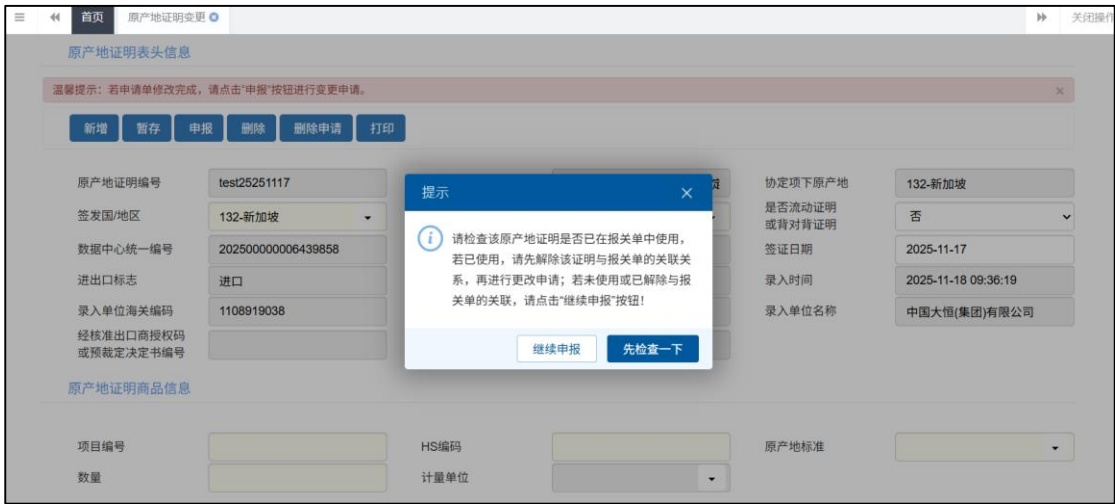 首页 原产地证明变更 关闭操作
原产地证明表头信息
温馨提示：若申请单修改完成，请点击“申报”按钮进行变更申请。
新增 暂存 申报 删除 删除申请 打印
原产地证明编号 test25251117 协定项下原产地 132-新加坡
签发国/地区 132-新加坡 是否流动证明
或背对背证明 否
数据中心统一编号 202500000006439858 签证日期 2025-11-17
进出口标志 进口 录入时间 2025-11-18 09:36:19
录入单位海关编码 1108919038 录入单位名称 中国大恒(集团)有限公司
经核准出口商授权码
或预裁定决定书编号
提示
请检查该原产地证明是否已在报关单中使用，
若已使用，请先解除该证明与报关单的关联关
系，再进行更改申请；若未使用或已解除与报
关单的关联，请点击“继续申报”按钮！
继续申报 先检查一下
原产地证明商品信息
项目编号 HS编码 原产地标准
数量 计量单位